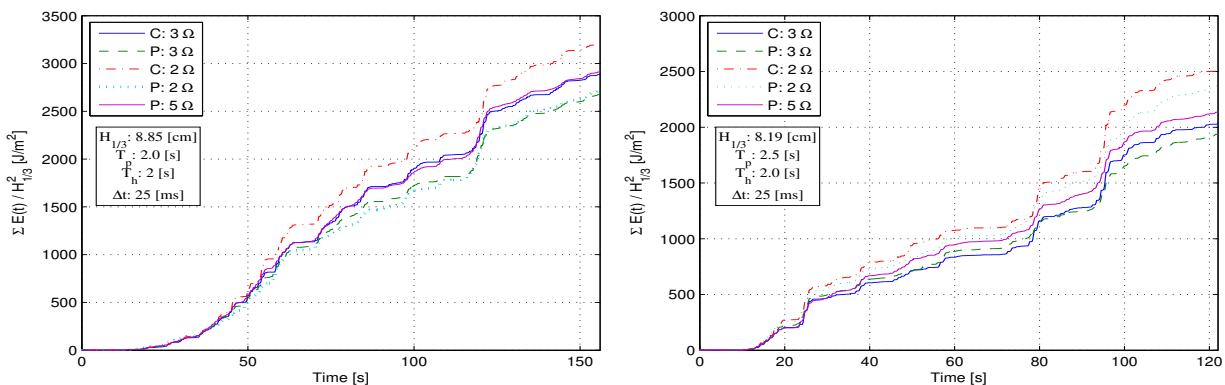 Σ E(t) / H²₁/₃ [J/m²]
3500
3000
2500
2000
1500
1000
500
0
C: 3 Ω
P: 3 Ω
C: 2 Ω
P: 2 Ω
P: 5 Ω
H₁/₃: 8.85 [cm]
Tₚ: 2.0 [s]
Tₕ: 2 [s]
Δt: 25 [ms]
0 50 100 150
Time [s]
Σ E(t) / H²₁/₃ [J/m²]
3000
2500
2000
1500
1000
500
0
C: 3 Ω
P: 3 Ω
C: 2 Ω
P: 2 Ω
P: 5 Ω
H₁/₃: 8.19 [cm]
Tₚ: 2.5 [s]
Tₕ: 2.0 [s]
Δt: 25 [ms]
0 20 40 60 80 100 120
Time [s]